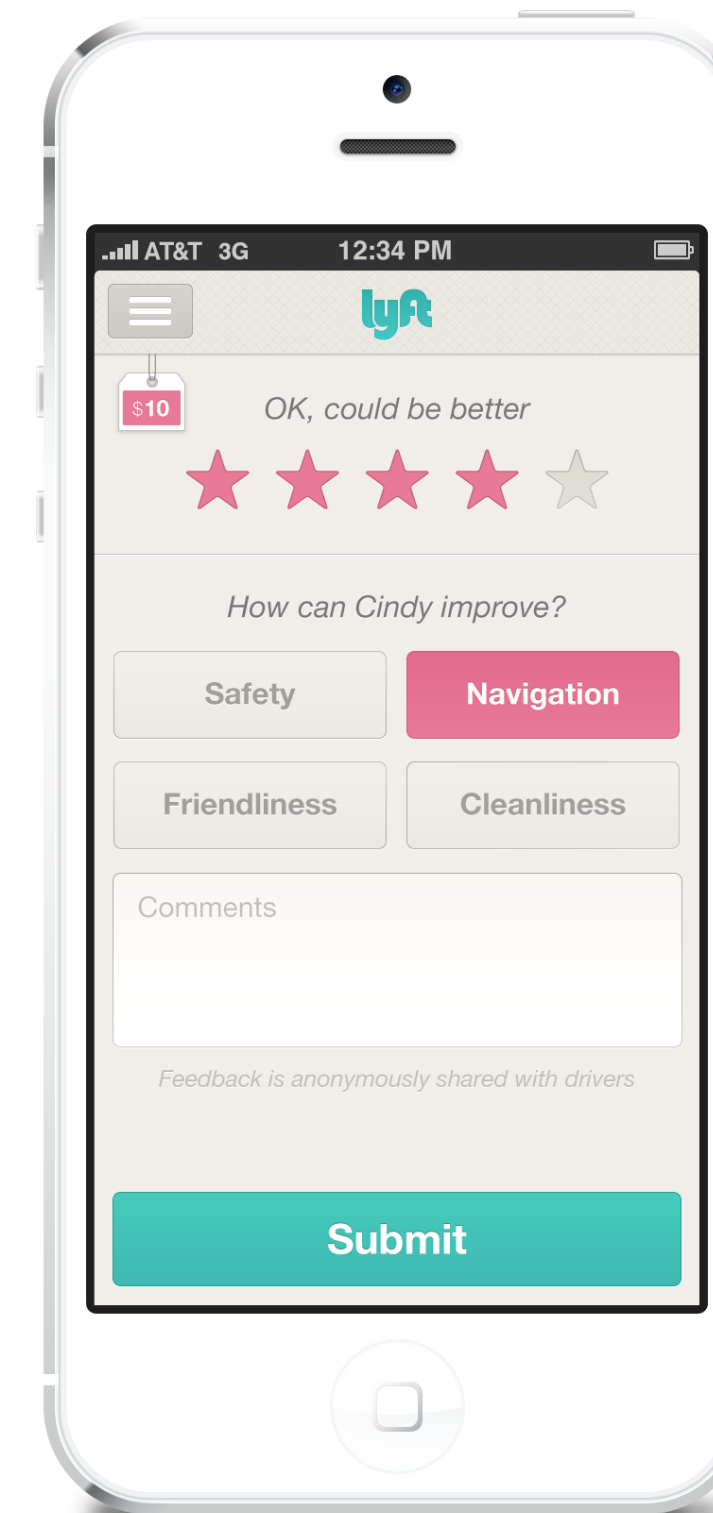 AT&T 3G 12:34 PM
lyft
$10
OK, could be better
How can Cindy improve?
Safety Navigation
Friendliness Cleanliness
Comments
Feedback is anonymously shared with drivers
Submit